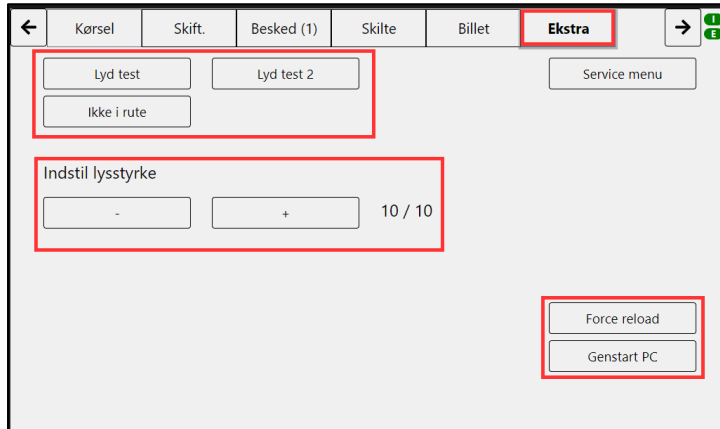 ← Kørsel Skift. Besked (1) Skilte Billet Ekstra → I
E
Lyd test Lyd test 2 Service menu
Ikke i rute
Indstil lysstyrke
- + 10 / 10
Force reload
Genstart PC